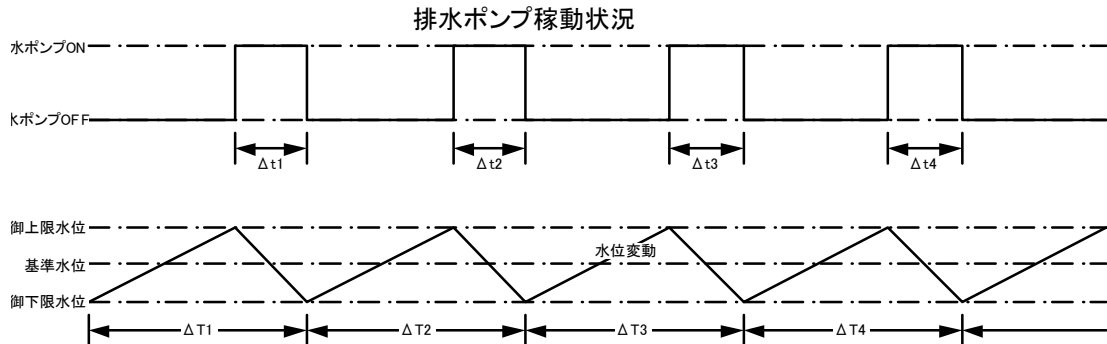 排水ポンプ稼動状況
水ポンプON
水ポンプOFF
Δt1
Δt2
Δt3
Δt4
御上限水位
基準水位
御下限水位
水位変動
ΔT1
ΔT2
ΔT3
ΔT4